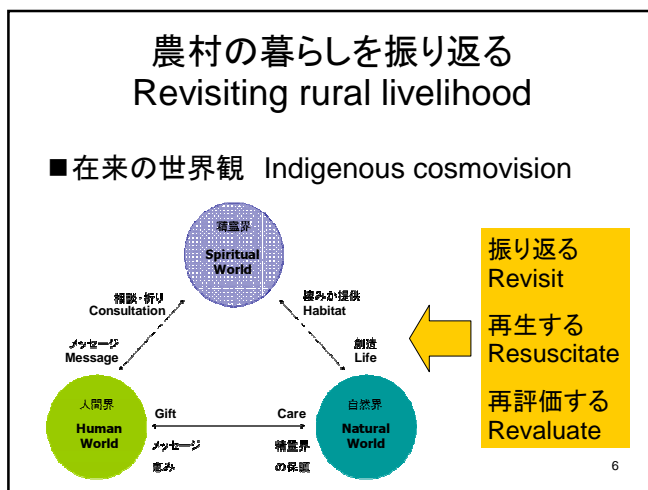 農村の暮らしを振り返る
Revisiting rural livelihood
■在来の世界観 Indigenous cosmovision
精霊界
Spiritual
World
相談・祈り
Consultation
棲みか提供
Habitat
メッセージ
Message
創造
Life
人間界
Human
World
Gift
Care
自然界
Natural
World
メッセージ
恵み
精霊界
の保護
振り返る
Revisit
再生する
Resuscitate
再評価する
Revaluate
6